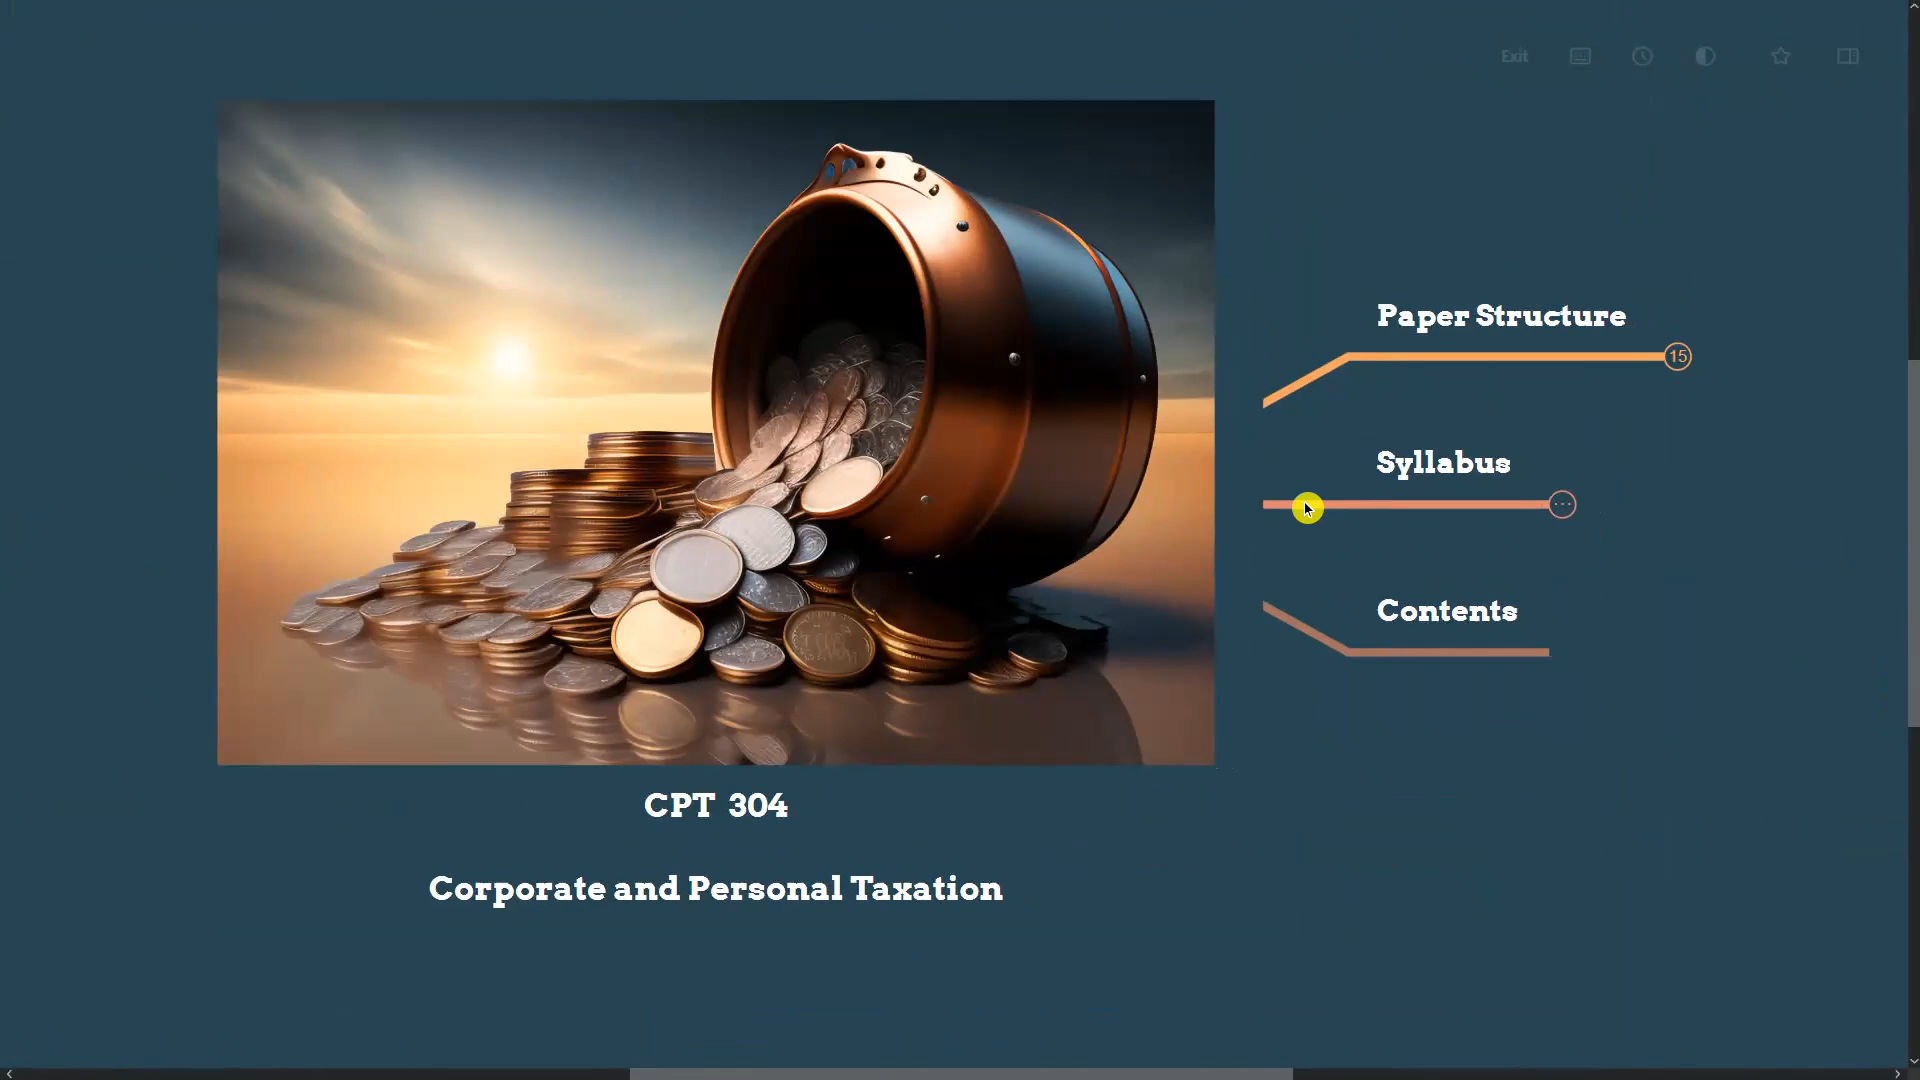 Exit
Paper Structure
15
Syllabus
Contents
CPT 304
Corporate and Personal Taxation